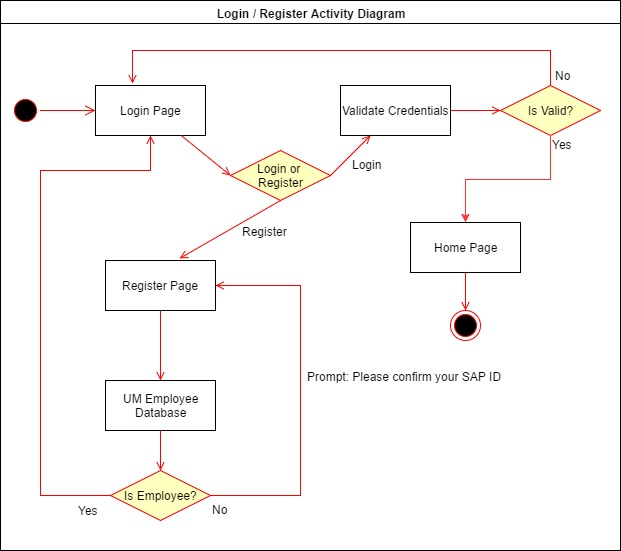 Login / Register Activity Diagram
No
Login Page
Validate Credentials
Is Valid?
Yes
Login or
Register
Login
Register
Home Page
Register Page
Prompt: Please confirm your SAP ID
UM Employee
Database
Is Employee?
Yes
No